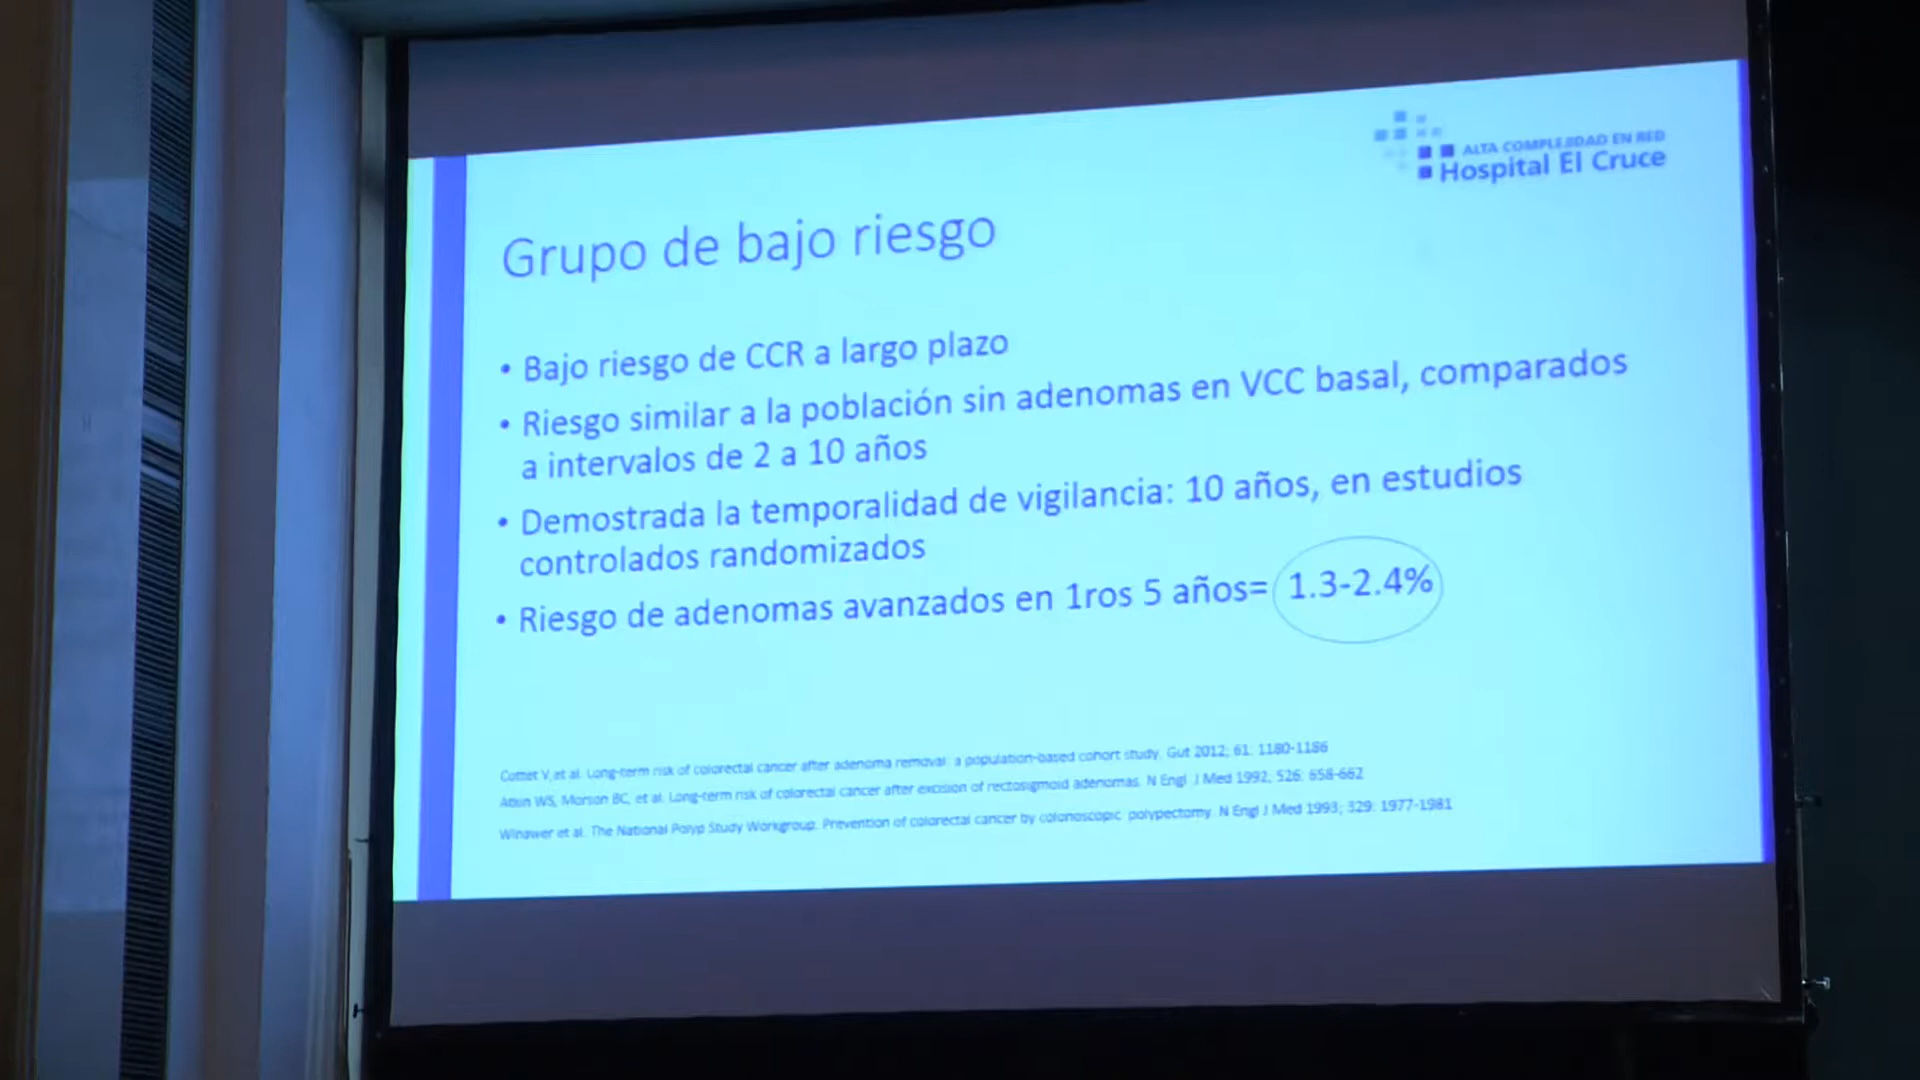 ALTA COMPLEJIDAD EN RED
Hospital El Cruce
Grupo de bajo riesgo
• Bajo riesgo de CCR a largo plazo
• Riesgo similar a la población sin adenomas en VCC basal, comparados
a intervalos de 2 a 10 años
• Demostrada la temporalidad de vigilancia: 10 años, en estudios
controlados randomizados
• Riesgo de adenomas avanzados en 1ros 5 años= 1.3-2.4%
Cottet V, et al. Long-term risk of colorectal cancer after adenoma removal: a population-based cohort study. Gut 2012; 61: 1180-1186
Atkin WS, Morson BC, et al. Long-term risk of colorectal cancer after excision of rectosigmoid adenomas. N Engl J Med 1992; 526: 658-662
Winawer et al. The National Polyp Study Workgroup. Prevention of colorectal cancer by colonoscopic polypectomy. N Engl J Med 1993; 329: 1977-1981